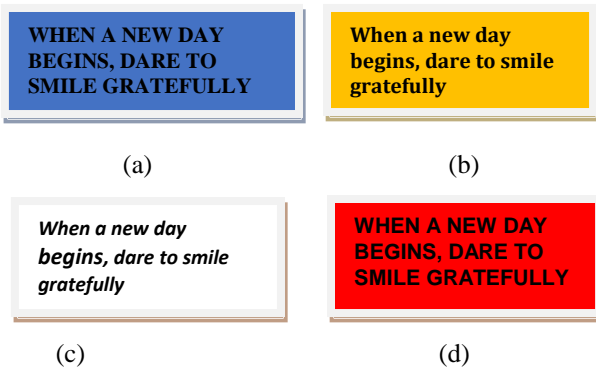 WHEN A NEW DAY
BEGINS, DARE TO
SMILE GRATEFULLY
When a new day
begins, dare to smile
gratefully
(a)
(b)
When a new day
begins, dare to smile
gratefully
WHEN A NEW DAY
BEGINS, DARE TO
SMILE GRATEFULLY
(c)
(d)